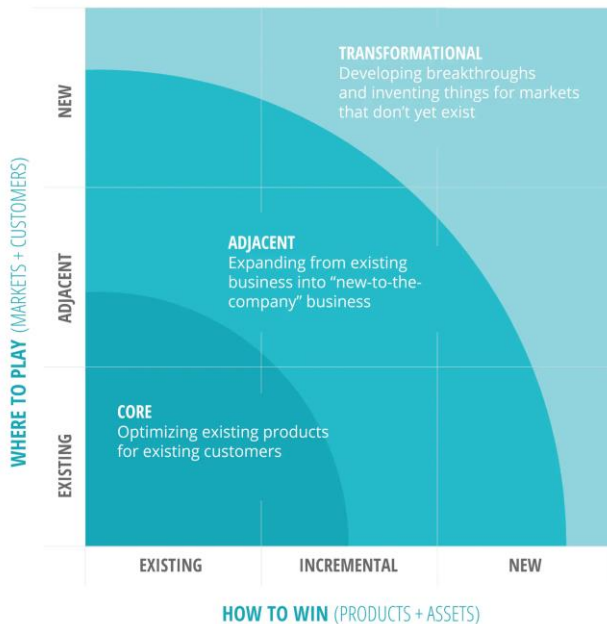 TRANSFORMATIONAL
Developing breakthroughs
and inventing things for markets
that don't yet exist
ADJACENT
Expanding from existing
business into “new-to-the-
company” business
CORE
Optimizing existing products
for existing customers
WHERE TO PLAY (MARKETS + CUSTOMERS)
NEW
ADJACENT
EXISTING
EXISTING
INCREMENTAL
NEW
HOW TO WIN (PRODUCTS + ASSETS)